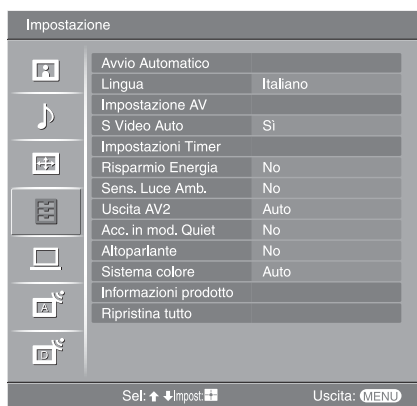 Impostazione
Avvio Automatico
Lingua Italiano
Impostazione AV
S Video Auto Sì
Impostazioni Timer
Risparmio Energia No
Sens. Luce Amb. No
Uscita AV2 Auto
Acc. in mod. Quiet No
Altoparlante No
Sistema colore Auto
Informazioni prodotto
Ripristina tutto
A
D
Sel: Impost: Uscita: MENU